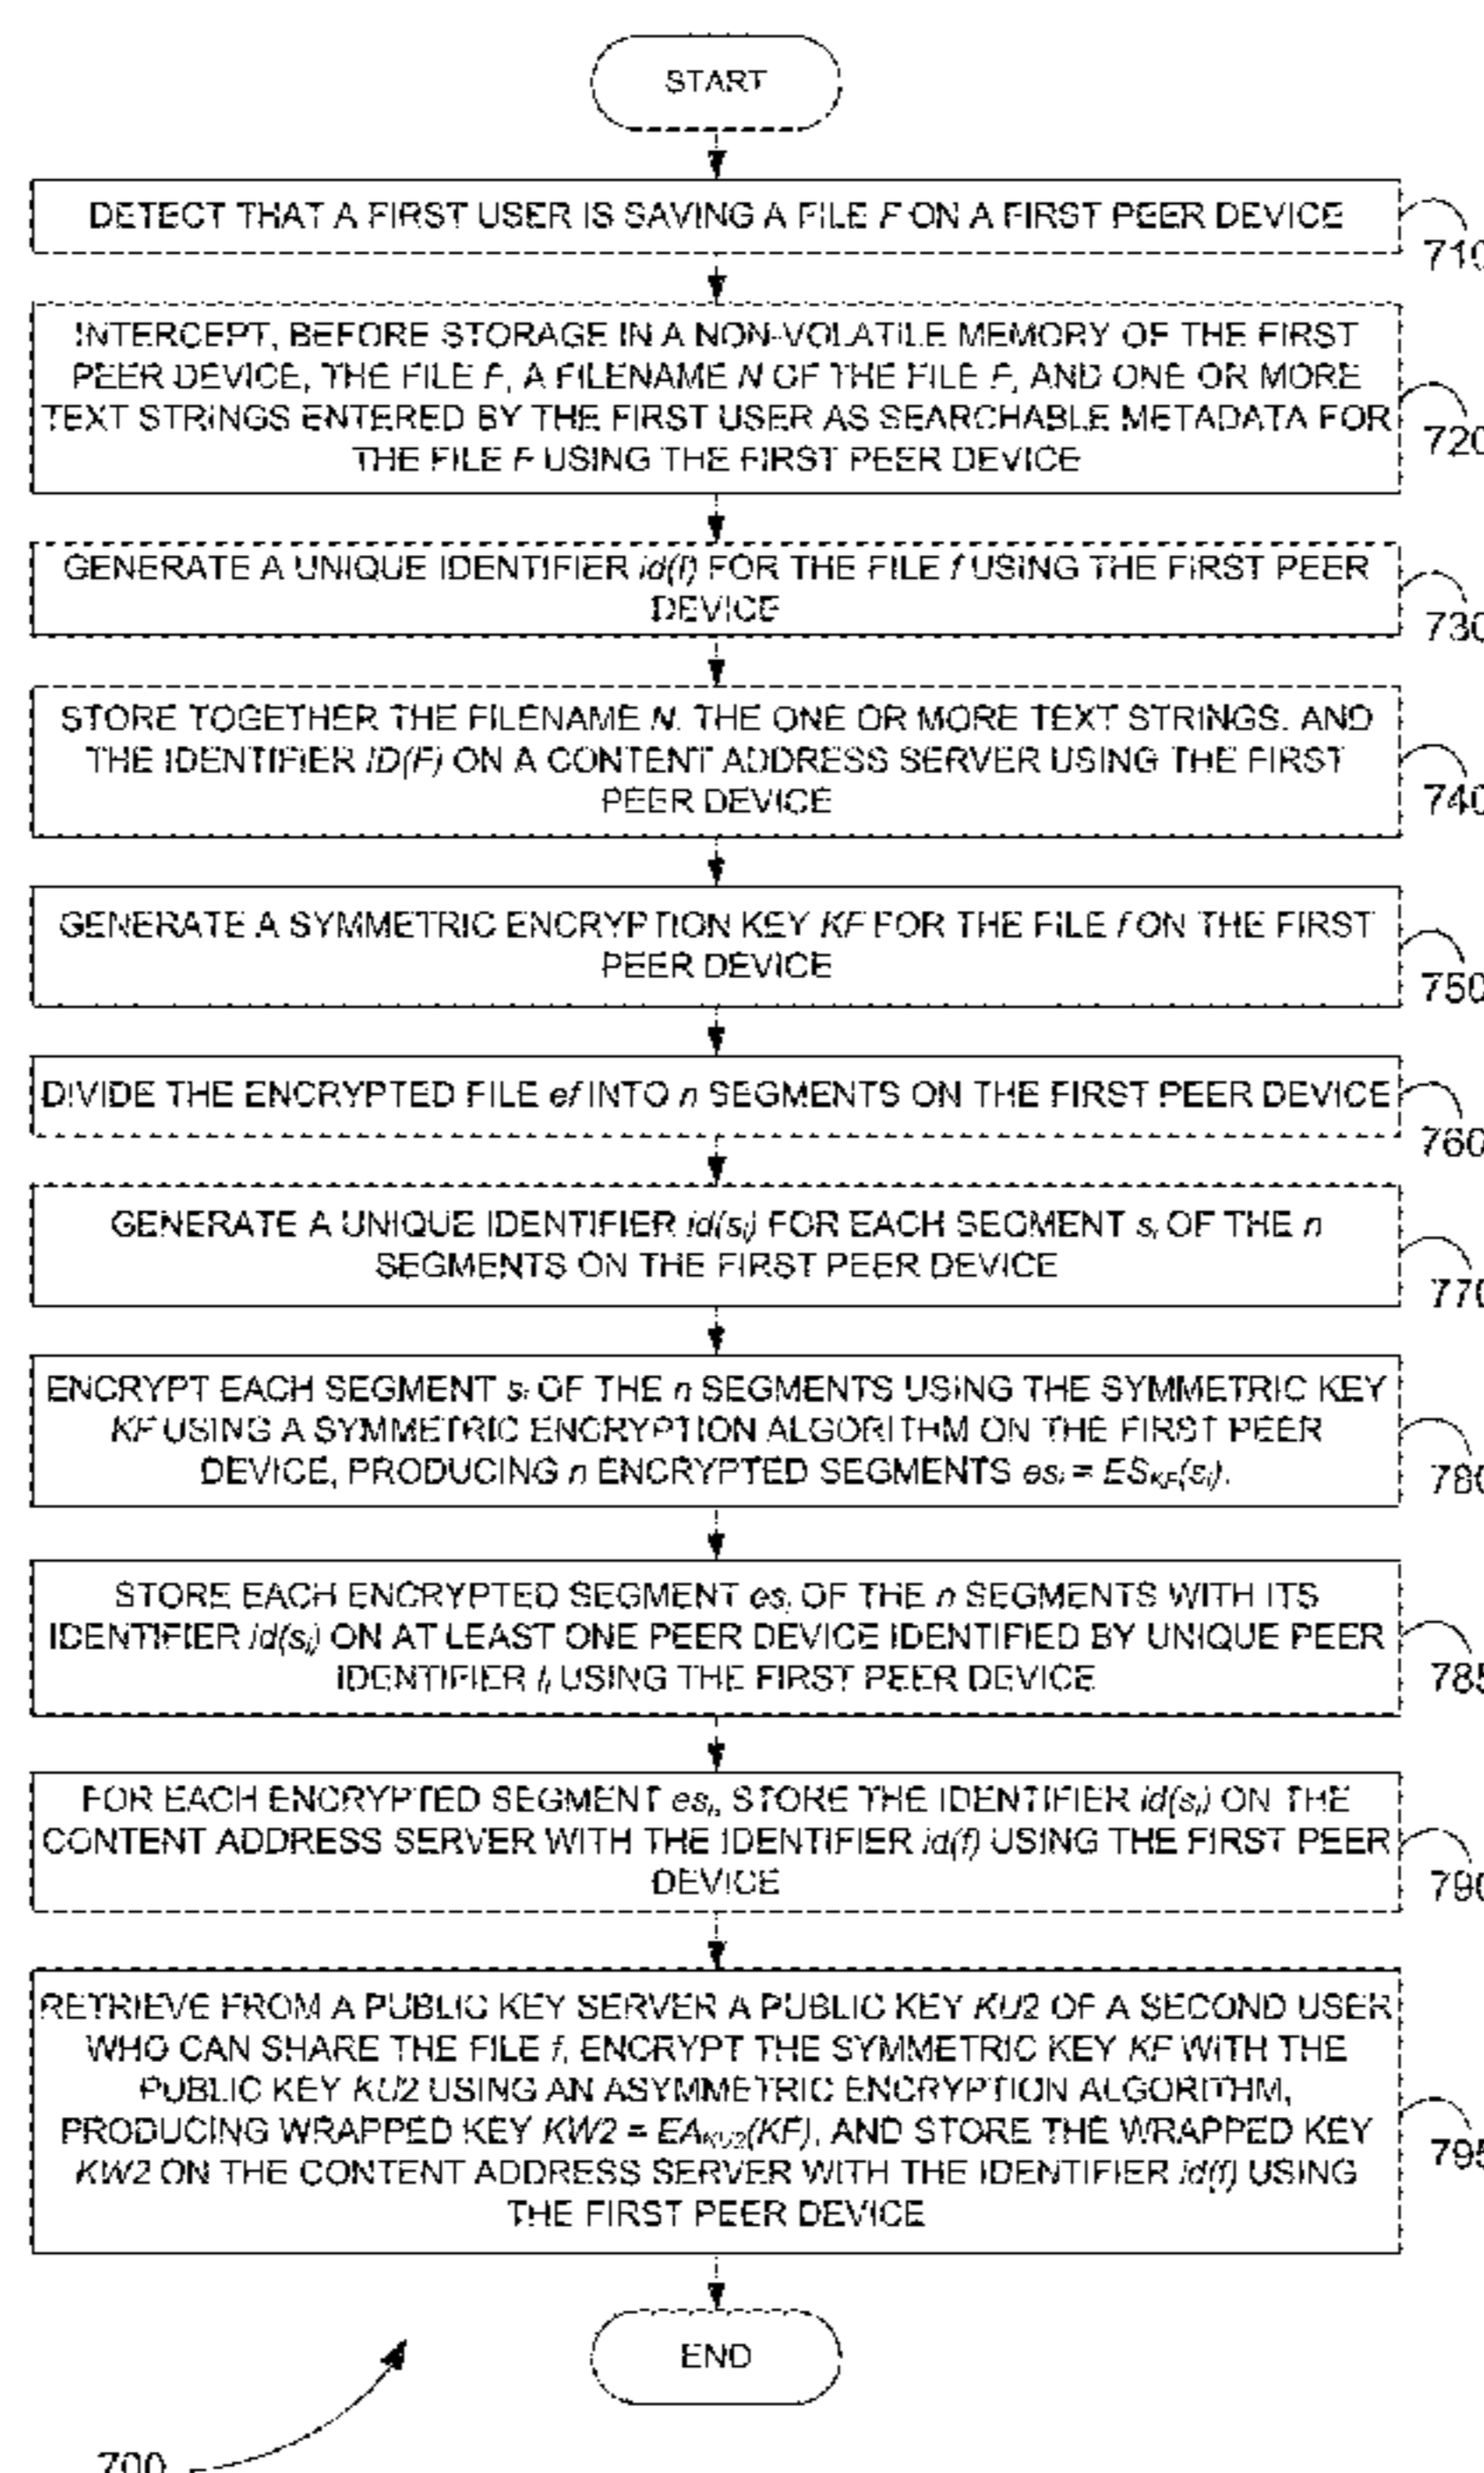 START
DETECT THAT A FIRST USER IS SAVING A FILE F ON A FIRST PEER DEVICE
710
INTERCEPT, BEFORE STORAGE IN A NON-VOLATILE MEMORY OF THE FIRST
PEER DEVICE, THE FILE F, A FILENAME N OF THE FILE F, AND ONE OR MORE
TEXT STRINGS ENTERED BY THE FIRST USER AS SEARCHABLE METADATA FOR
THE FILE F USING THE FIRST PEER DEVICE
720
GENERATE A UNIQUE IDENTIFIER id(f) FOR THE FILE f USING THE FIRST PEER
DEVICE
730
STORE TOGETHER THE FILENAME N, THE ONE OR MORE TEXT STRINGS, AND
THE IDENTIFIER ID(F) ON A CONTENT ADDRESS SERVER USING THE FIRST
PEER DEVICE
740
GENERATE A SYMMETRIC ENCRYPTION KEY KF FOR THE FILE f ON THE FIRST
PEER DEVICE
750
DIVIDE THE ENCRYPTED FILE ef INTO n SEGMENTS ON THE FIRST PEER DEVICE
760
GENERATE A UNIQUE IDENTIFIER id(si) FOR EACH SEGMENT si OF THE n
SEGMENTS ON THE FIRST PEER DEVICE
770
ENCRYPT EACH SEGMENT si OF THE n SEGMENTS USING THE SYMMETRIC KEY
KF USING A SYMMETRIC ENCRYPTION ALGORITHM ON THE FIRST PEER
DEVICE, PRODUCING n ENCRYPTED SEGMENTS esi = ESKF(si).
780
STORE EACH ENCRYPTED SEGMENT esi OF THE n SEGMENTS WITH ITS
IDENTIFIER id(si) ON AT LEAST ONE PEER DEVICE IDENTIFIED BY UNIQUE PEER
IDENTIFIER Ii USING THE FIRST PEER DEVICE
785
FOR EACH ENCRYPTED SEGMENT esi, STORE THE IDENTIFIER id(si) ON THE
CONTENT ADDRESS SERVER WITH THE IDENTIFIER id(f) USING THE FIRST PEER
DEVICE
790
RETRIEVE FROM A PUBLIC KEY SERVER A PUBLIC KEY KU2 OF A SECOND USER
WHO CAN SHARE THE FILE f, ENCRYPT THE SYMMETRIC KEY KF WITH THE
PUBLIC KEY KU2 USING AN ASYMMETRIC ENCRYPTION ALGORITHM,
PRODUCING WRAPPED KEY KW2 = EAKU2(KF), AND STORE THE WRAPPED KEY
KW2 ON THE CONTENT ADDRESS SERVER WITH THE IDENTIFIER id(f) USING
THE FIRST PEER DEVICE
795
END
700